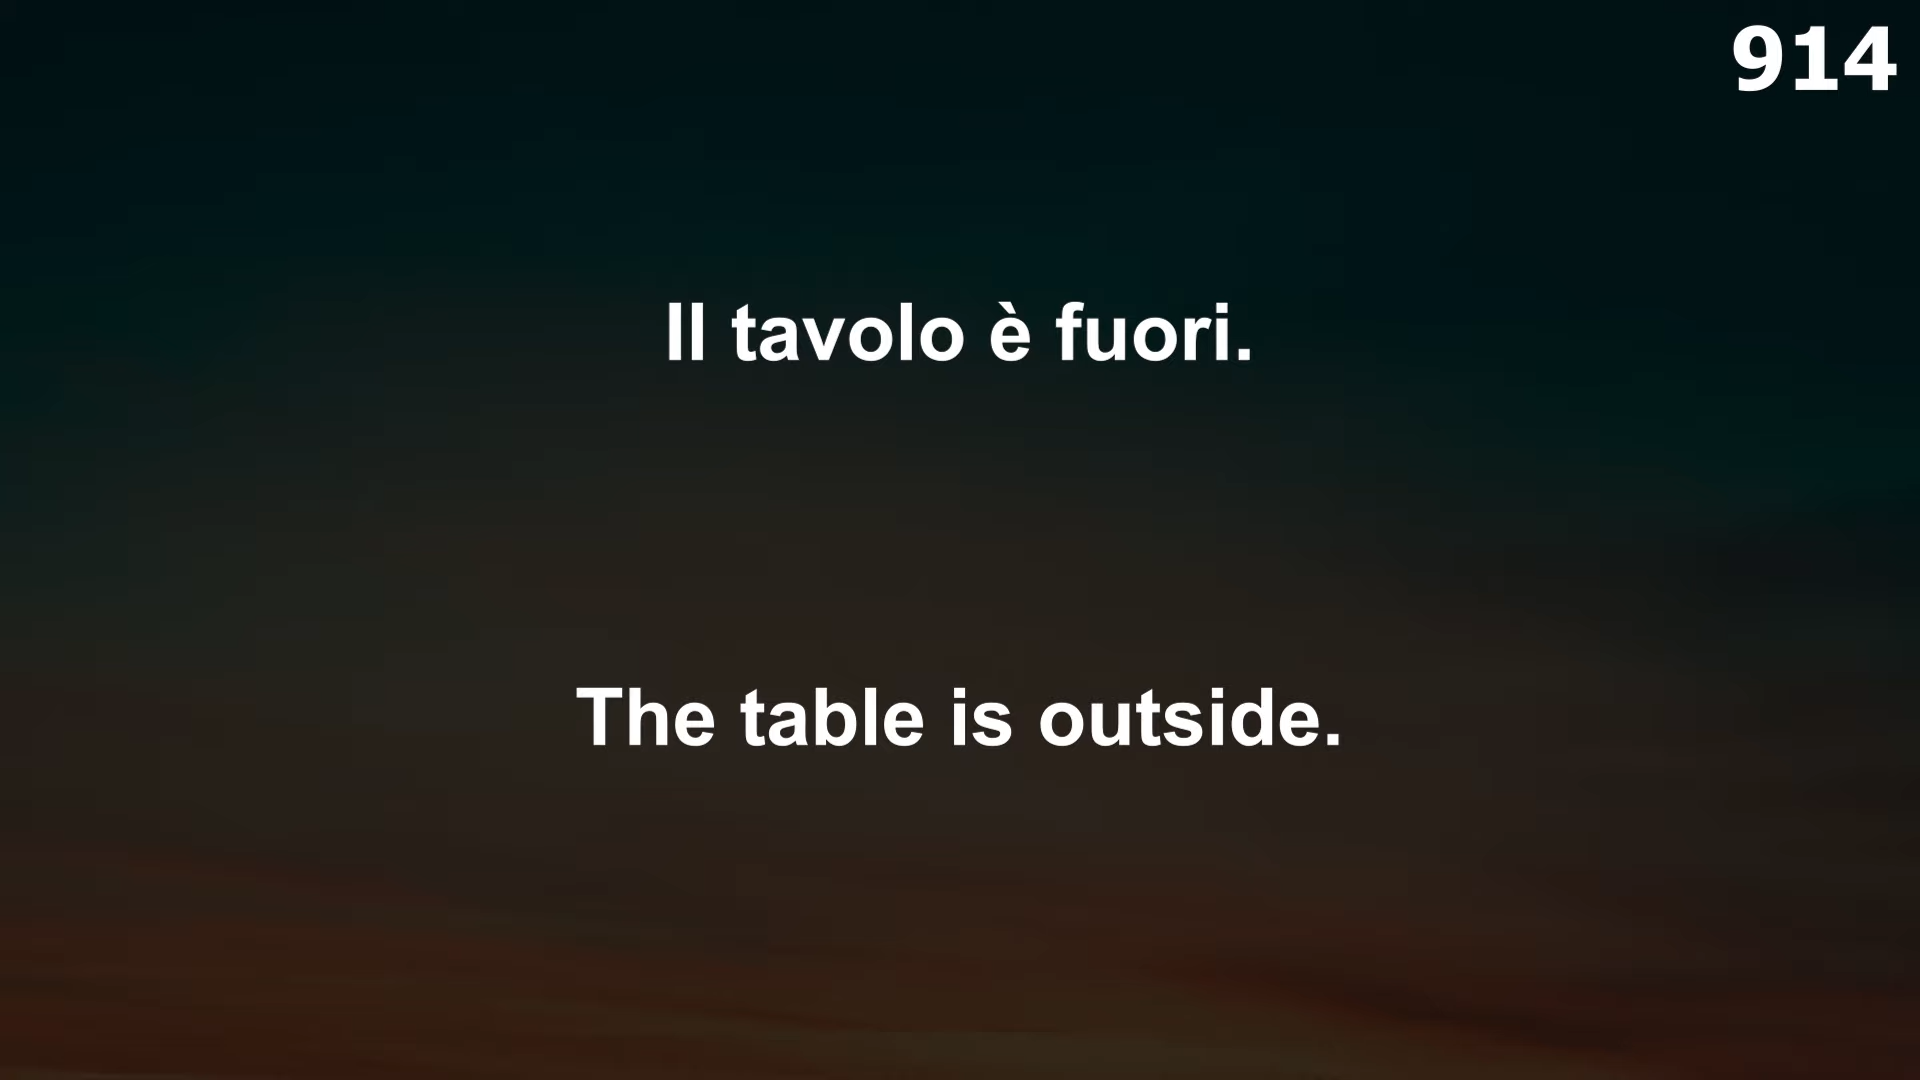 914
Il tavolo è fuori.
The table is outside.